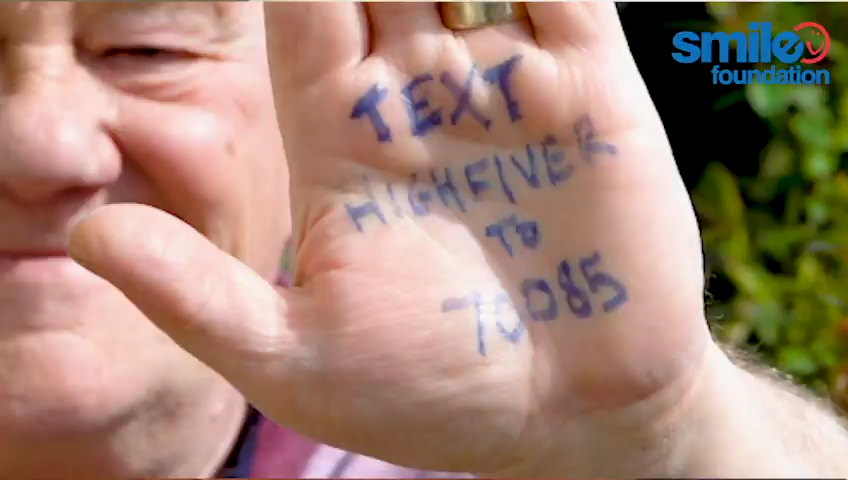 smile
foundation
TEXT
HIGHFIVER
TO
70085